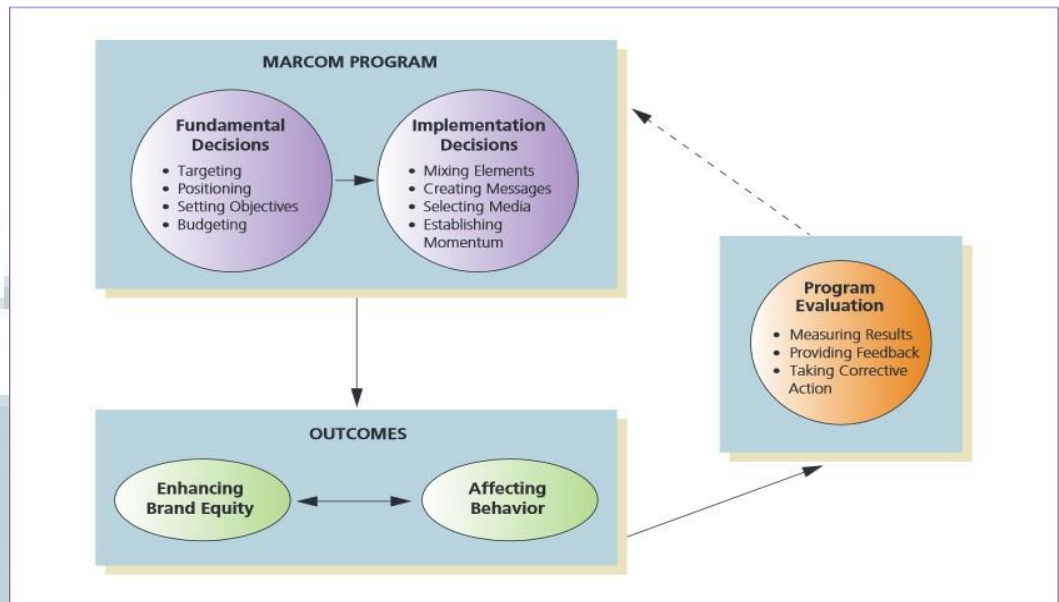 MARCOM PROGRAM
Fundamental
Decisions
• Targeting
• Positioning
• Setting Objectives
• Budgeting
Implementation
Decisions
• Mixing Elements
• Creating Messages
• Selecting Media
• Establishing
Momentum
Program
Evaluation
• Measuring Results
• Providing Feedback
• Taking Corrective
Action
OUTCOMES
Enhancing
Brand Equity
Affecting
Behavior